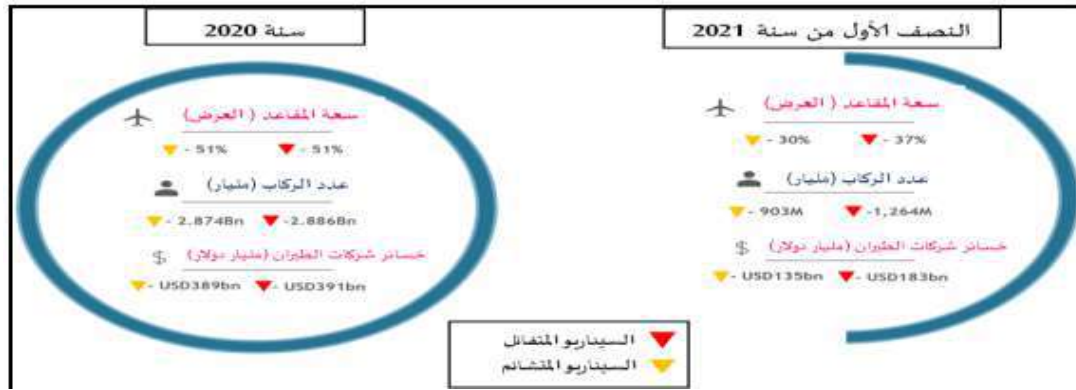 النصف الأول من سنة 2021
سعة المقاعد ( العرض)
- 30% - 37%
عدد الركاب (مليار)
- 903M -1,264M
خسائر شركات الطيران (مليار دولار) $
- USD135bn - USD183bn
سنة 2020
سعة المقاعد ( العرض)
- 51% - 51%
عدد الركاب (مليار)
- 2.874Bn -2.886Bn
خسائر شركات الطيران (مليار دولار) $
- USD389bn - USD391bn
السيناريو المتفائل
السيناريو المتشائم